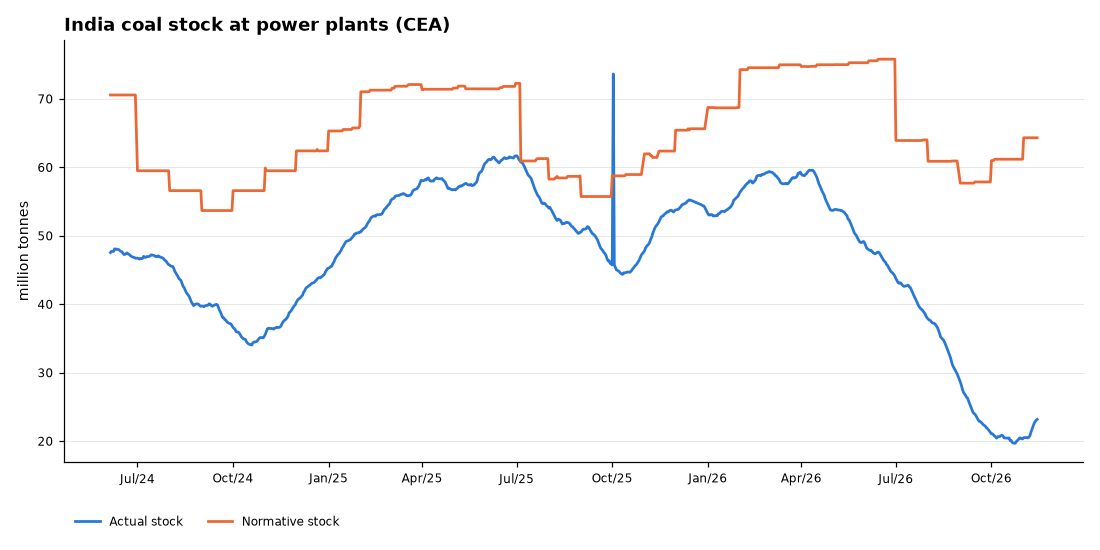 India coal stock at power plants (CEA)
million tonnes
70
60
50
40
30
20
Jul/24 Oct/24 Jan/25 Apr/25 Jul/25 Oct/25 Jan/26 Apr/26 Jul/26 Oct/26
Actual stock Normative stock